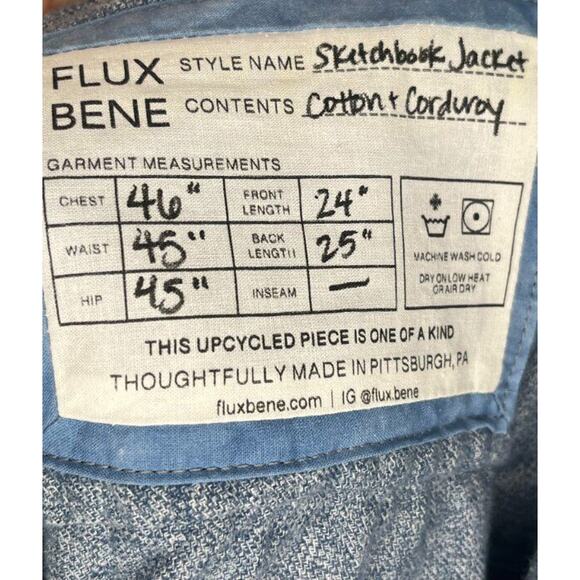 FLUX BENE
STYLE NAME Sketchbook Jacket
CONTENTS Cotton + Corduroy
GARMENT MEASUREMENTS
CHEST 46" FRONT LENGTH 24"
WAIST 45" BACK LENGTH 25"
HIP 45" INSEAM —
MACHINE WASH COLD
DRY ON LOW HEAT
OR AIR DRY
THIS UPCYCLED PIECE IS ONE OF A KIND
THOUGHTFULLY MADE IN PITTSBURGH, PA
fluxbene.com | IG @flux.bene